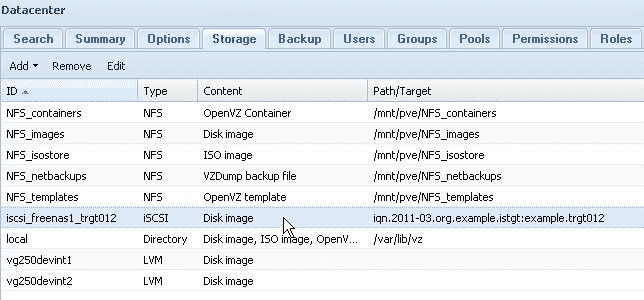 Datacenter
Search Summary Options Storage Backup Users Groups Pools Permissions Roles
Add Remove Edit
ID Type Content Path/Target
NFS_containers NFS OpenVZ Container /mnt/pve/NFS_containers
NFS_images NFS Disk image /mnt/pve/NFS_images
NFS_isostore NFS ISO image /mnt/pve/NFS_isostore
NFS_netbackups NFS VZDump backup file /mnt/pve/NFS_netbackups
NFS_templates NFS OpenVZ template /mnt/pve/NFS_templates
iscsi_freenas1_trgt012 iSCSI Disk image iqn.2011-03.org.example.istgt:example.trgt012
local Directory Disk image, ISO image, OpenV... /var/lib/vz
vg250devint1 LVM Disk image
vg250devint2 LVM Disk image